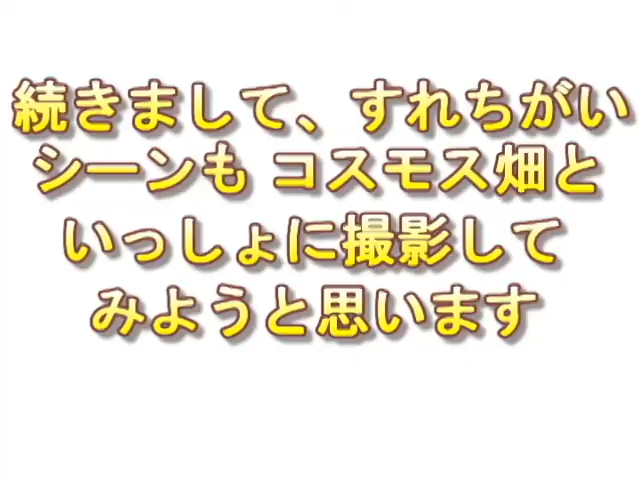 続きまして、すれちがい
シーンも コスモス畑と
いっしょに撮影して
みようと思います